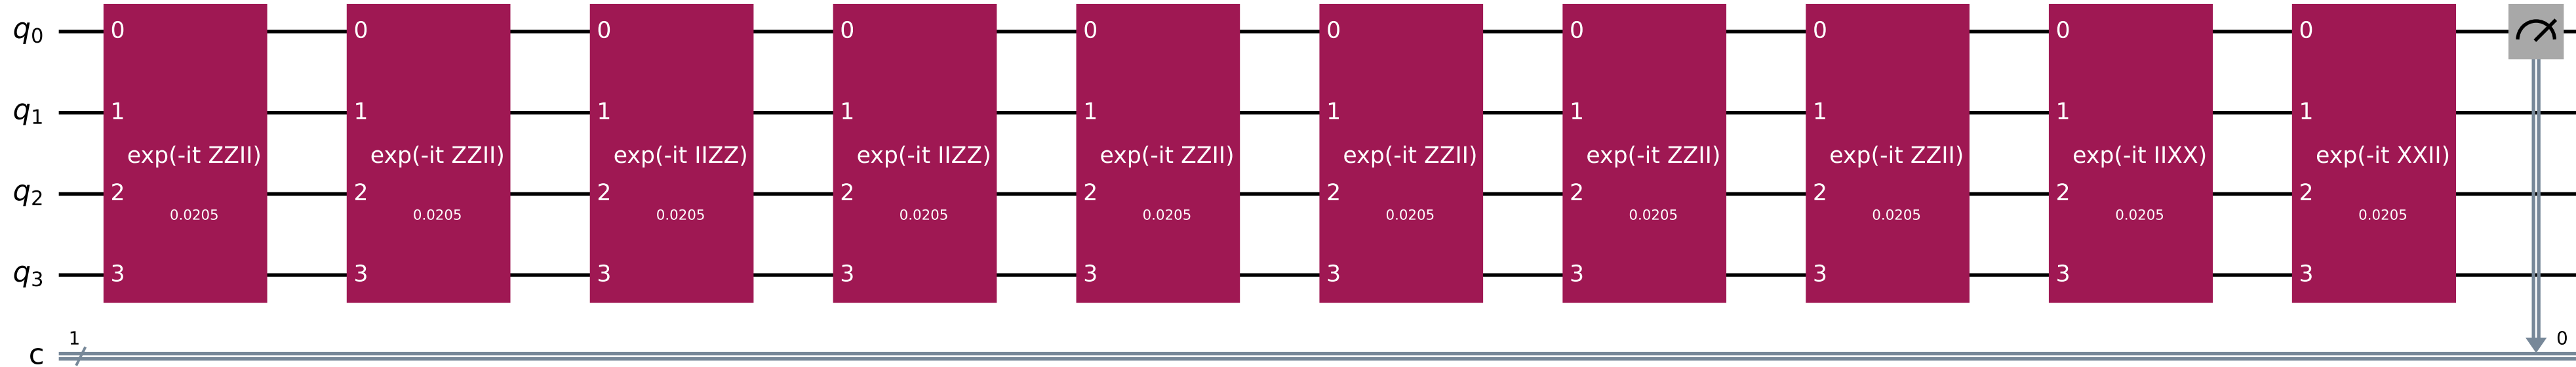 q0 0 0 0 0 0 0 0 0 0 0
q1 1 1 1 1 1 1 1 1 1 1
exp(-it ZZII) exp(-it ZZII) exp(-it IIZZ) exp(-it IIZZ) exp(-it ZZII) exp(-it ZZII) exp(-it ZZII) exp(-it ZZII) exp(-it IIXX) exp(-it XXII)
q2 2 2 2 2 2 2 2 2 2 2
0.0205 0.0205 0.0205 0.0205 0.0205 0.0205 0.0205 0.0205 0.0205 0.0205
q3 3 3 3 3 3 3 3 3 3 3
1 0
c